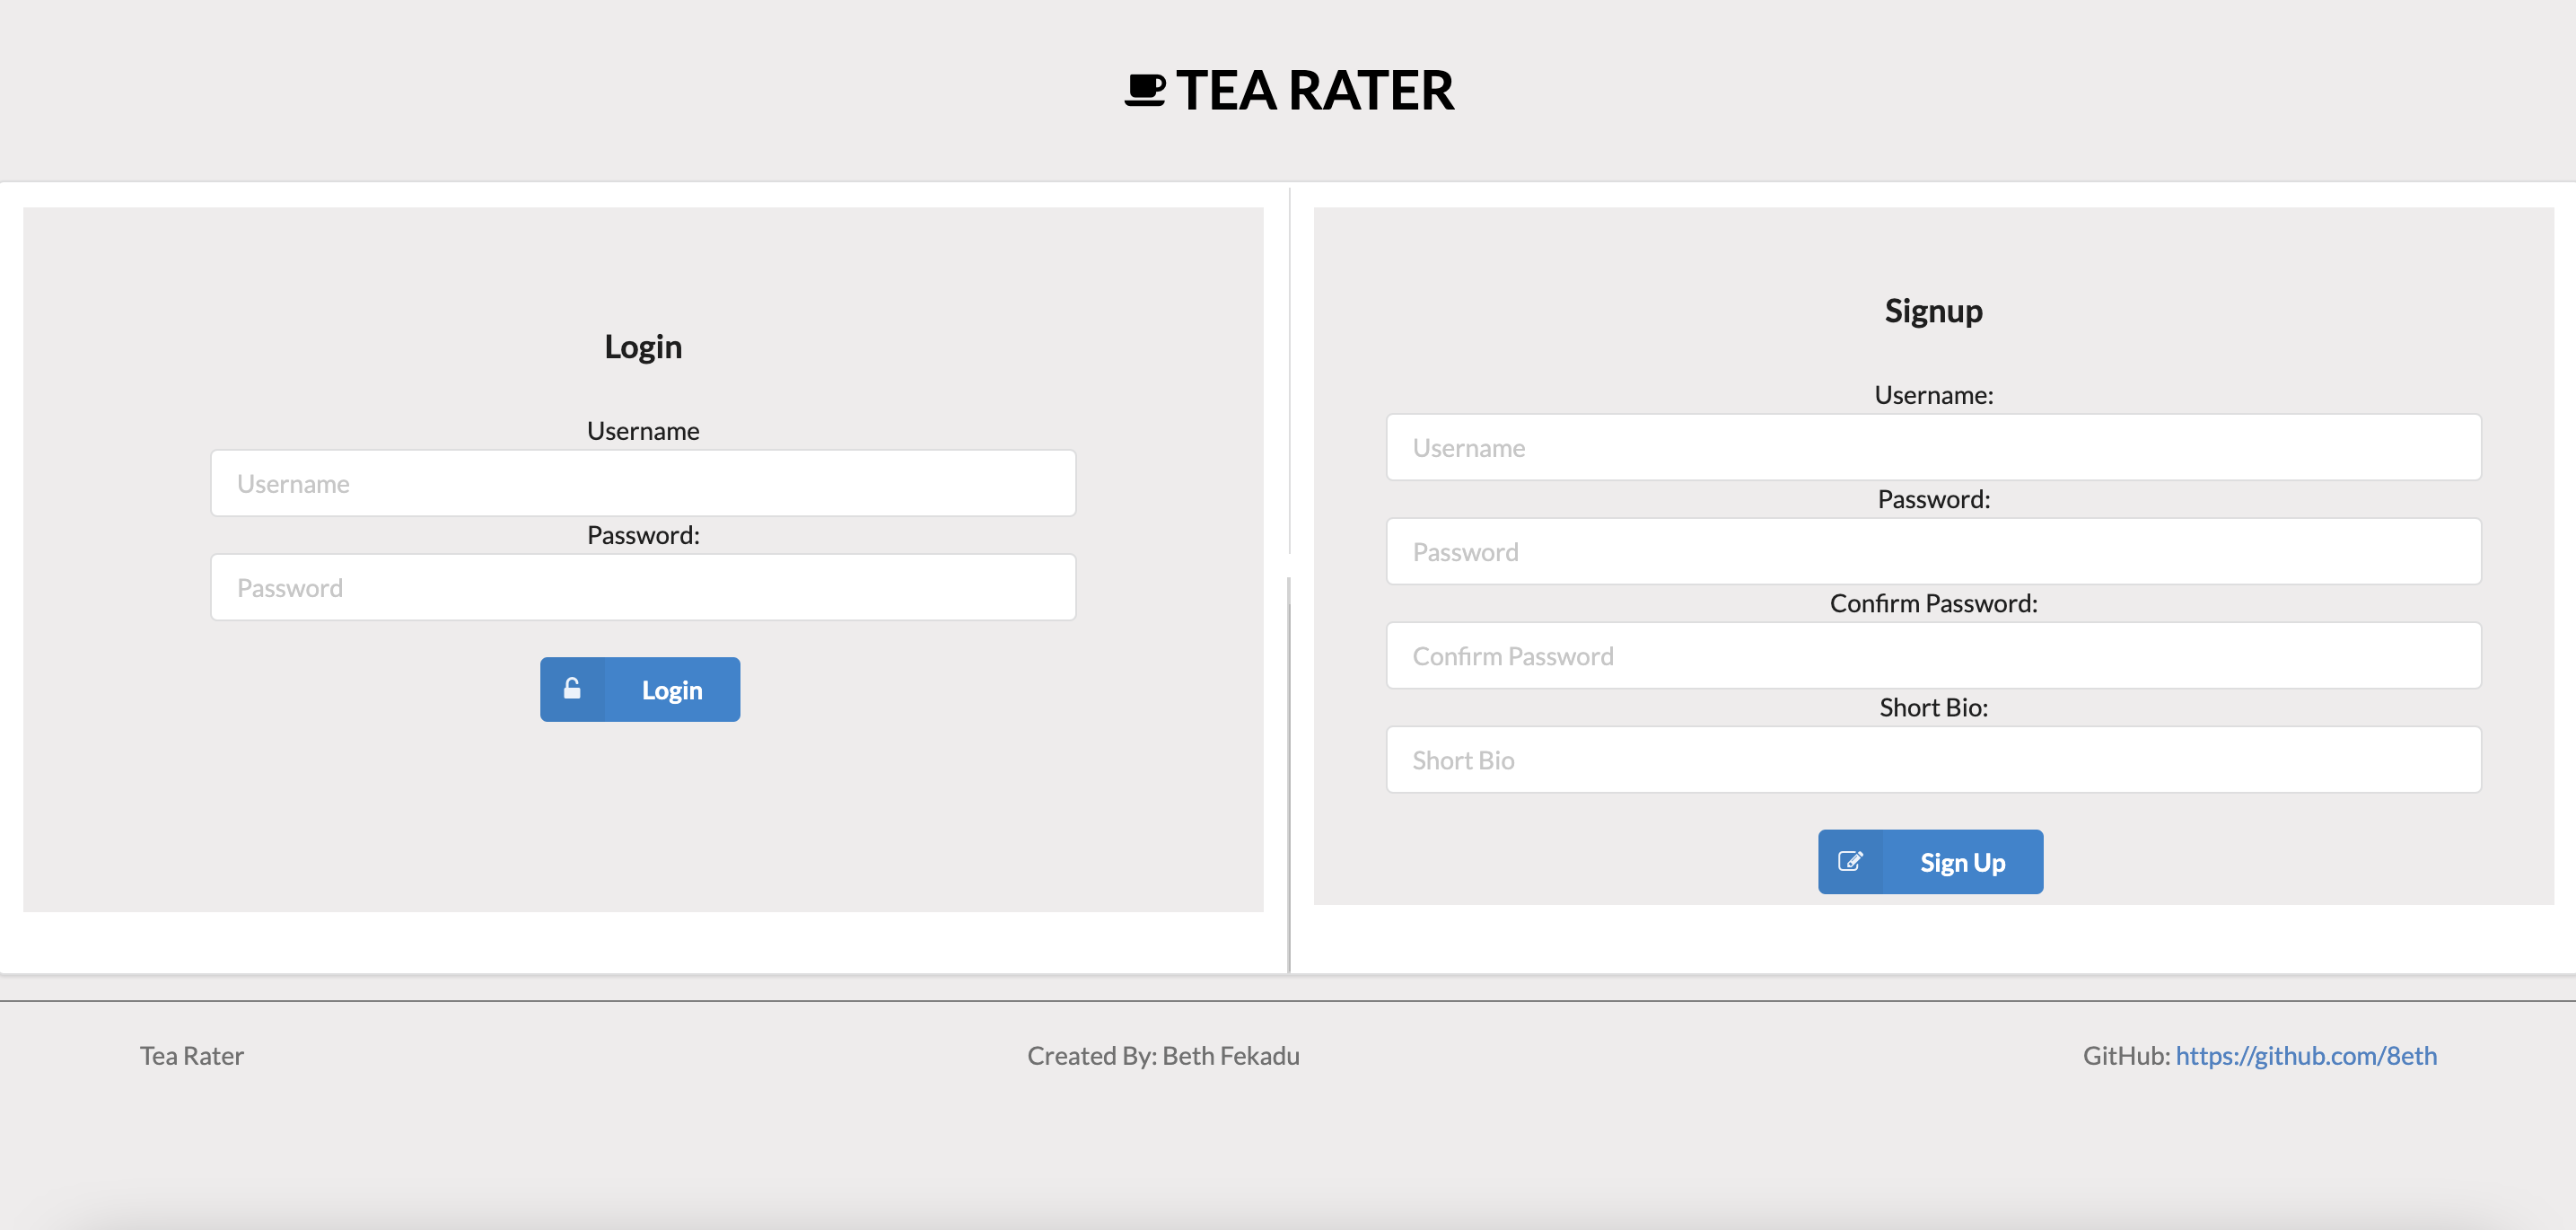 TEA RATER
Login
Username
Username
Password:
Password
Login
Signup
Username:
Username
Password:
Password
Confirm Password:
Confirm Password
Short Bio:
Short Bio
Sign Up
Tea Rater
Created By: Beth Fekadu
GitHub: https://github.com/8eth